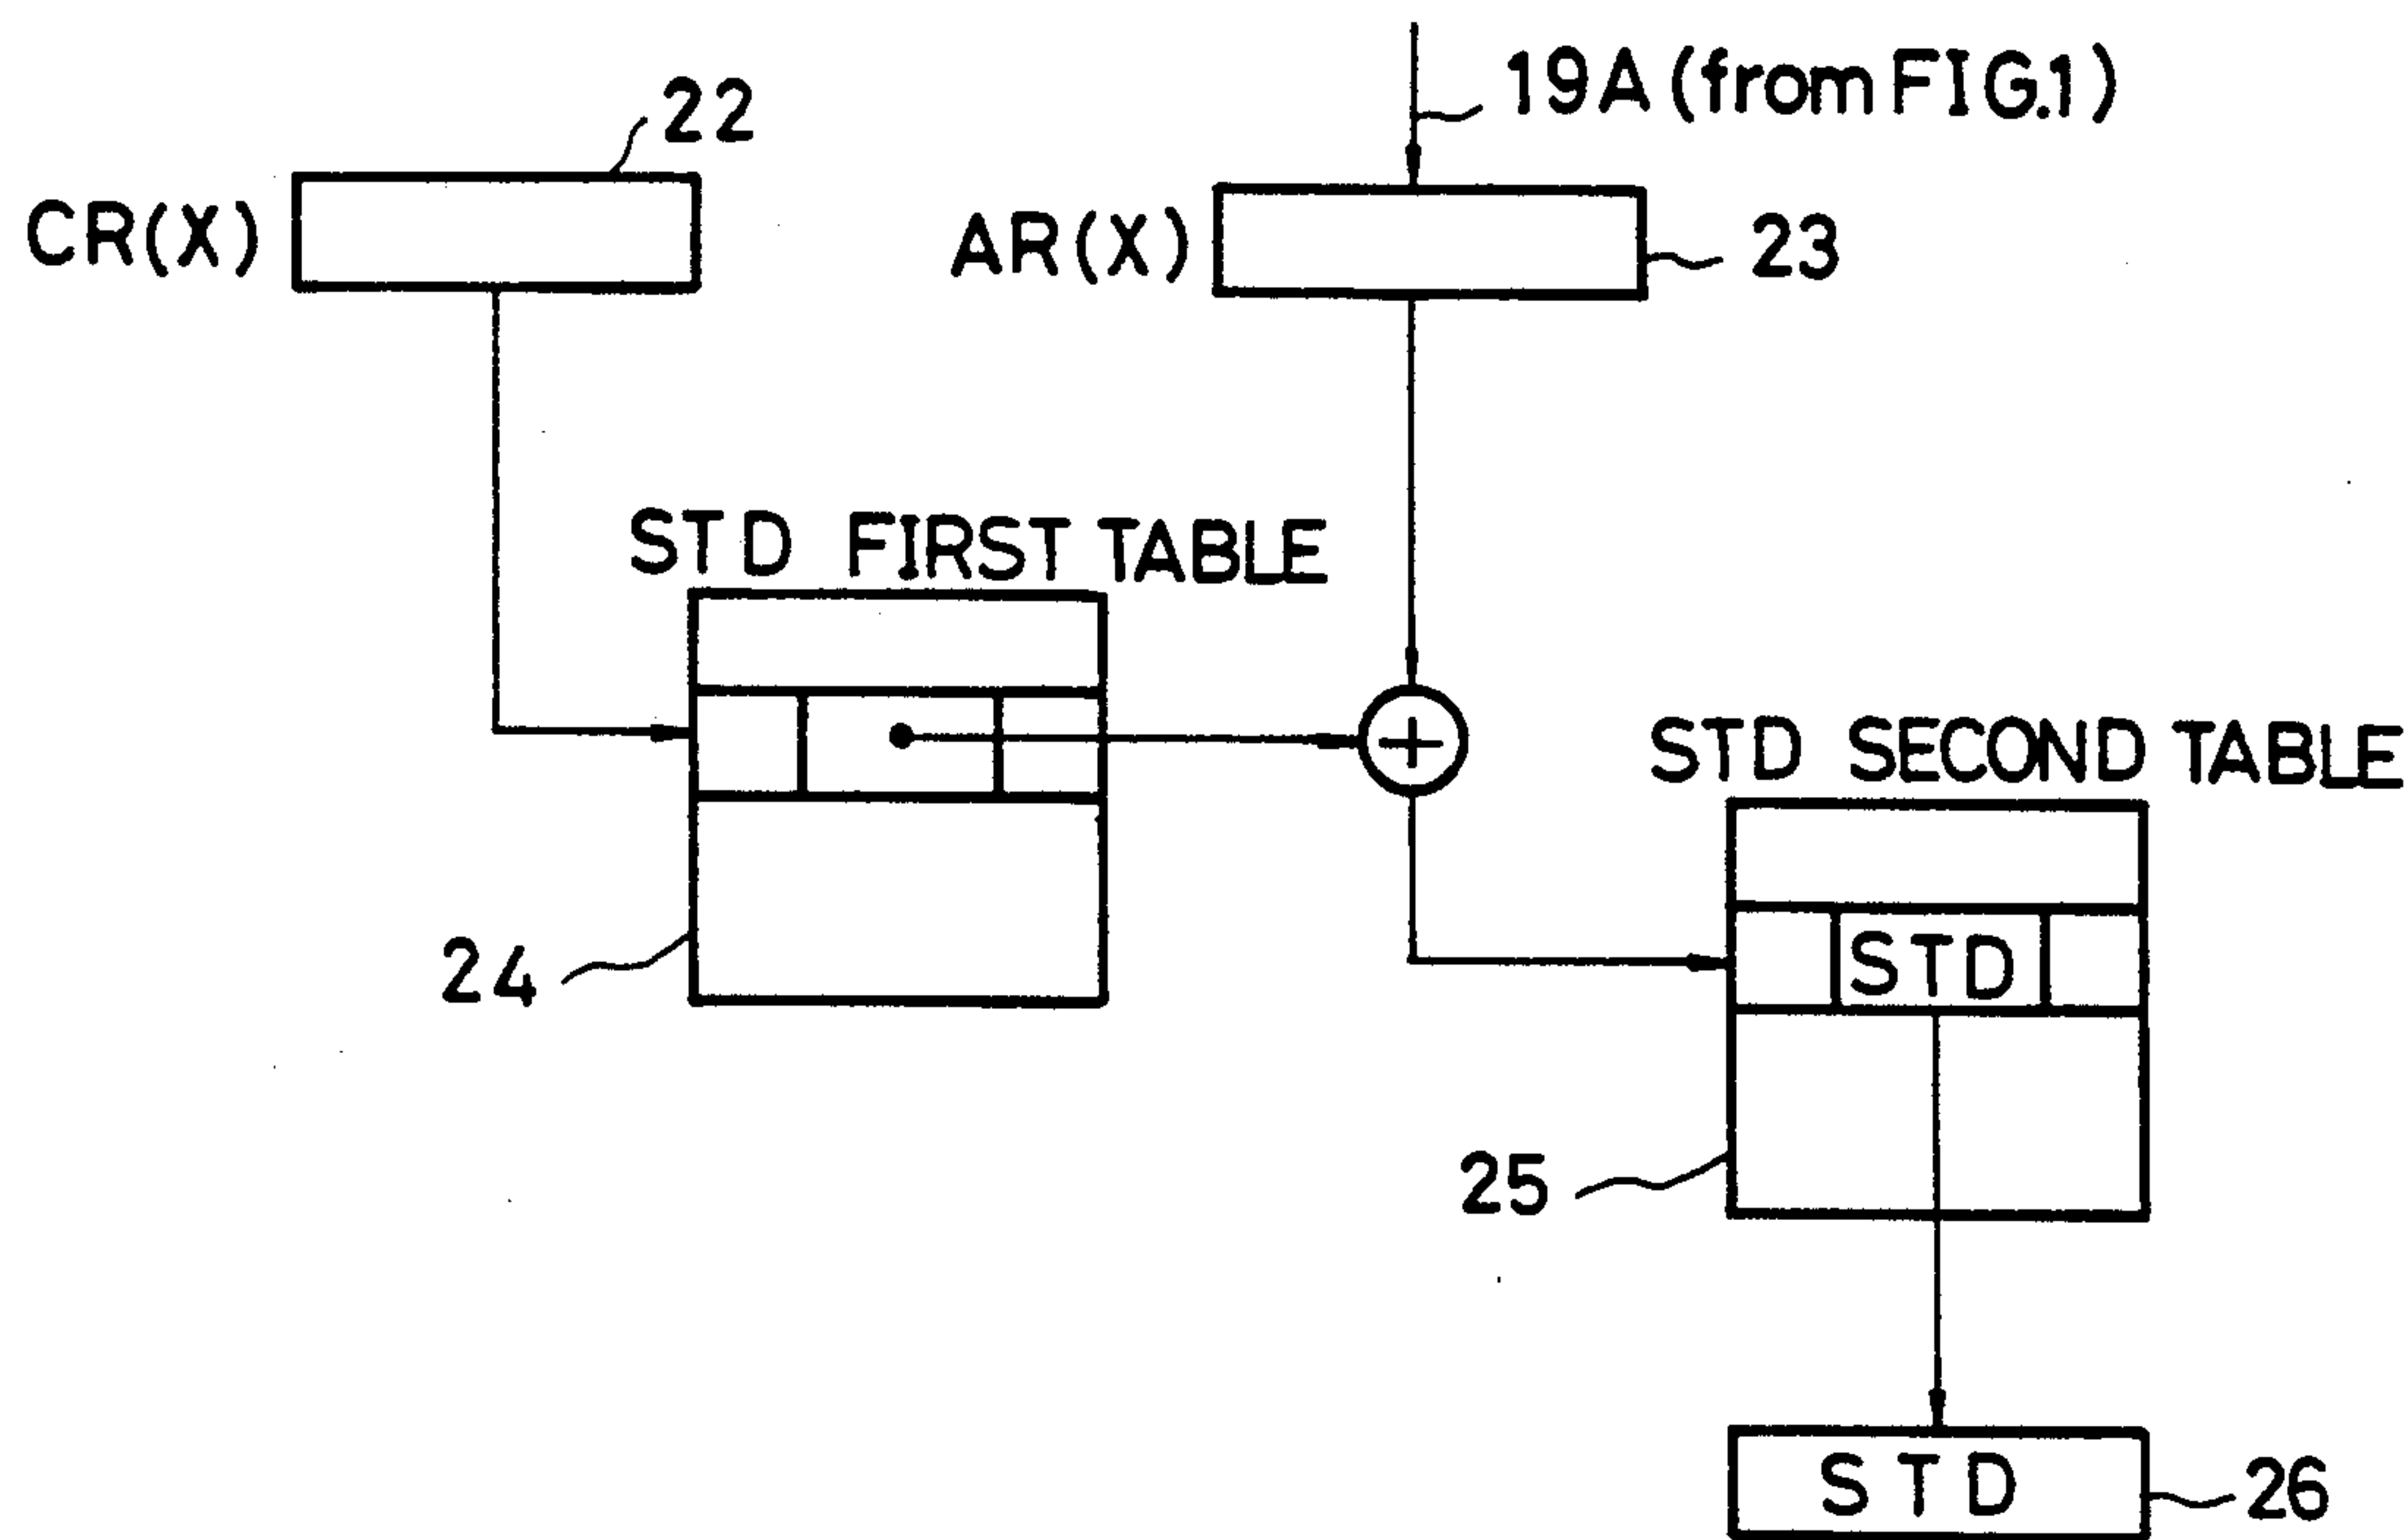 22
19A (from FIG.1)
CR(X)
AR(X)
23
STD FIRST TABLE
STD SECOND TABLE
24
STD
25
STD
26